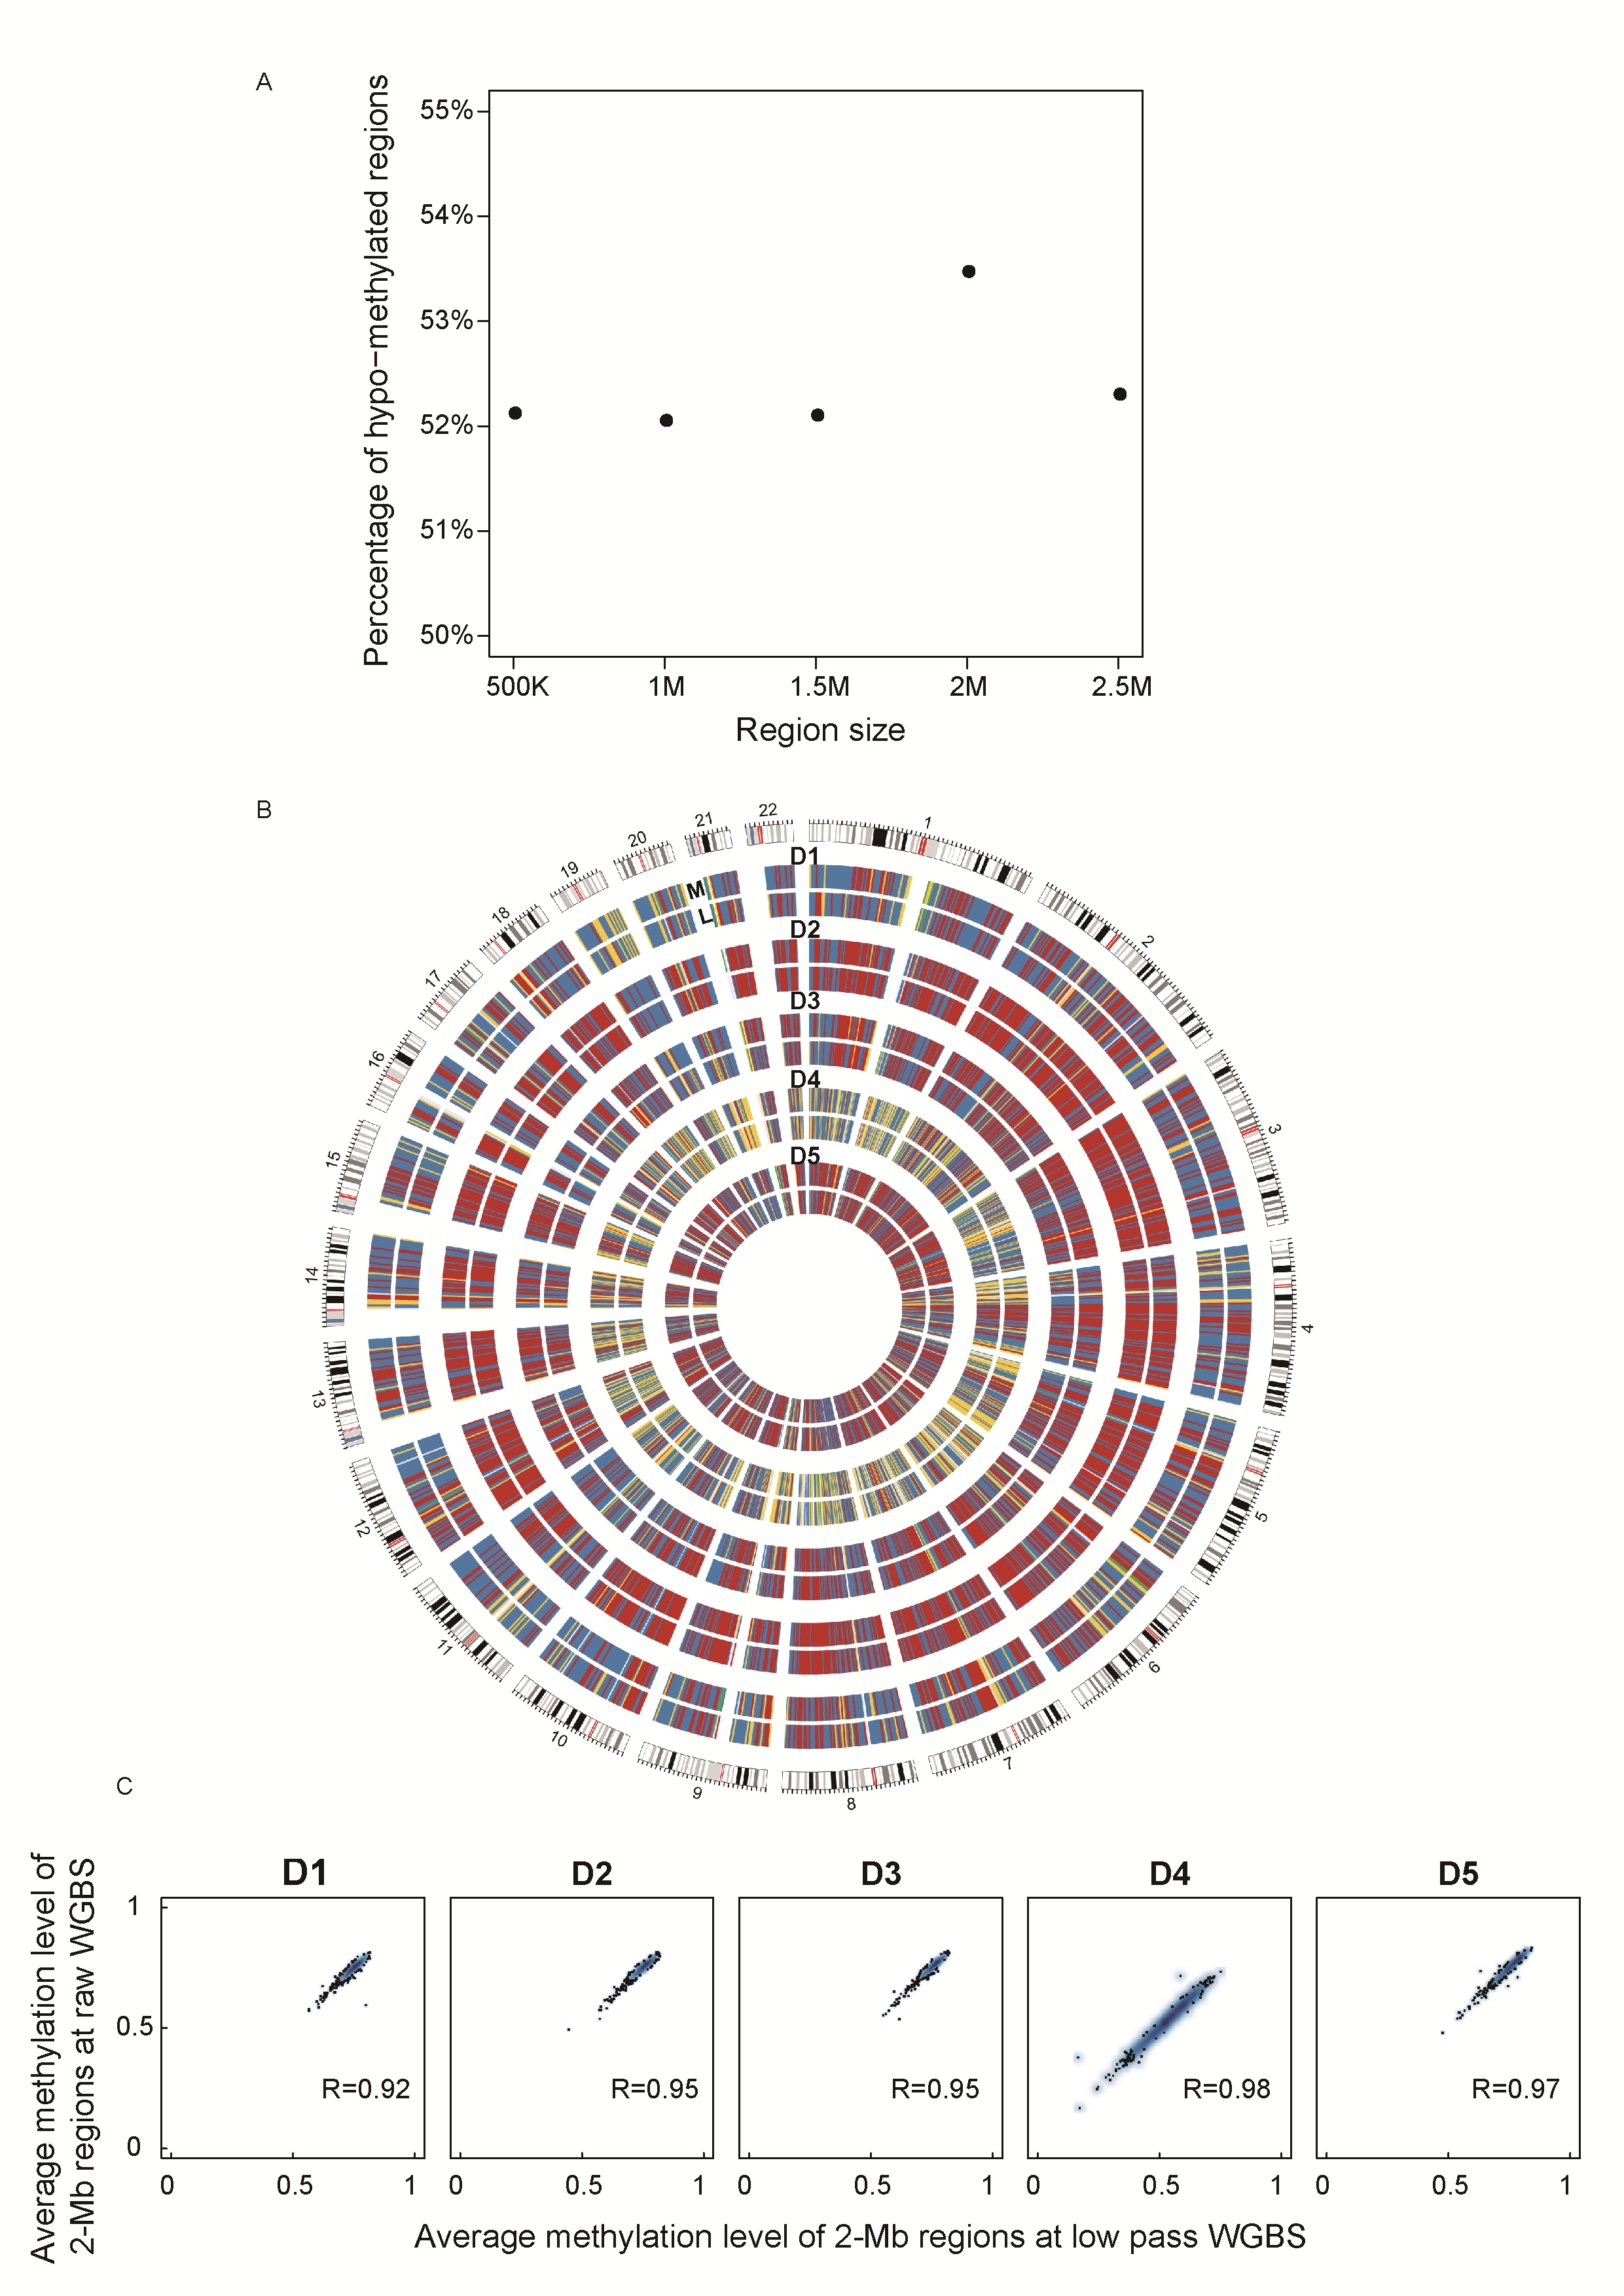 A
Perccentage of hypo-methylated regions
55%
54%
53%
52%
51%
50%
500K 1M 1.5M 2M 2.5M
Region size
B
1
2
3
4
5
6
7
8
9
10
11
12
13
14
15
16
17
18
19
20
21
22
D1
M
L
D2
D3
D4
D5
C
Average methylation level of
2-Mb regions at raw WGBS
D1 D2 D3 D4 D5
1
0.5
0
R=0.92 R=0.95 R=0.95 R=0.98 R=0.97
0 0.5 1 0 0.5 1 0 0.5 1 0 0.5 1 0 0.5 1
Average methylation level of 2-Mb regions at low pass WGBS